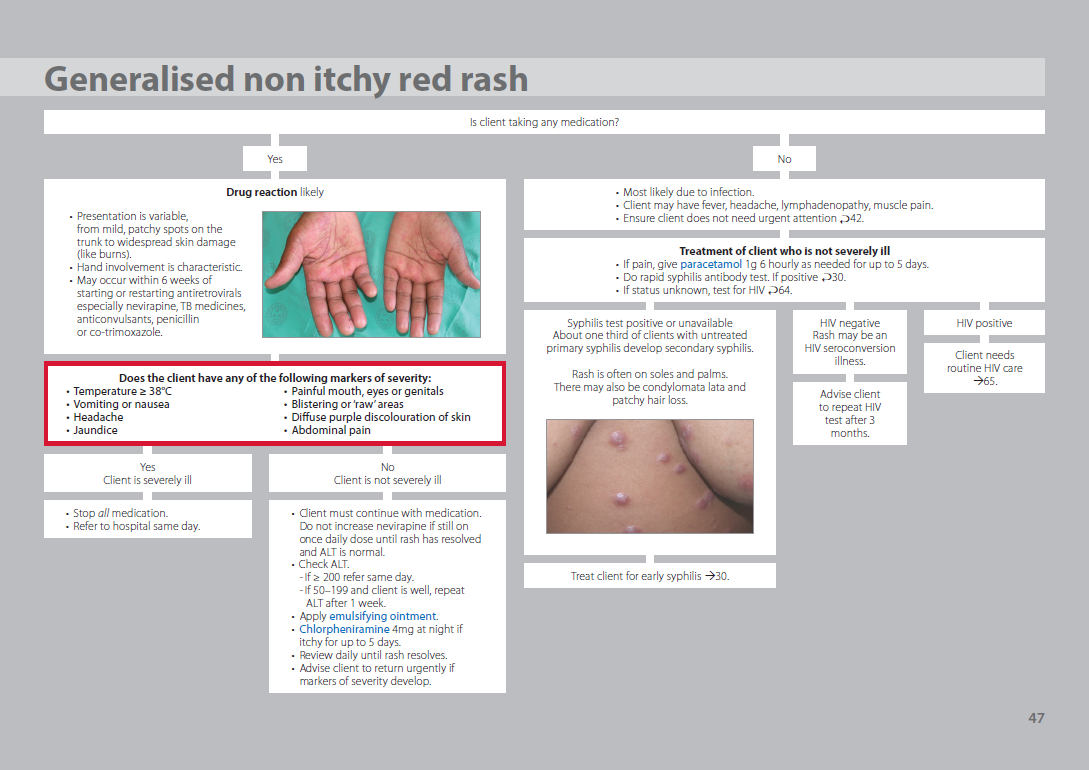 Generalised non itchy red rash
Is client taking any medication?
Yes
No
Drug reaction likely
• Presentation is variable,
from mild, patchy spots on the
trunk to widespread skin damage
(like burns).
• Hand involvement is characteristic.
• May occur within 6 weeks of
starting or restarting antiretrovirals
especially nevirapine, TB medicines,
anticonvulsants, penicillin
or co-trimoxazole.
Does the client have any of the following markers of severity:
• Temperature ≥ 38°C
• Vomiting or nausea
• Headache
• Jaundice
• Painful mouth, eyes or genitals
• Blistering or ‘raw’ areas
• Diffuse purple discolouration of skin
• Abdominal pain
Yes
Client is severely ill
• Stop all medication.
• Refer to hospital same day.
No
Client is not severely ill
• Client must continue with medication.
Do not increase nevirapine if still on
once daily dose until rash has resolved
and ALT is normal.
• Check ALT.
- If ≥ 200 refer same day.
- If 50–199 and client is well, repeat
ALT after 1 week.
• Apply emulsifying ointment.
• Chlorpheniramine 4mg at night if
itchy for up to 5 days.
• Review daily until rash resolves.
• Advise client to return urgently if
markers of severity develop.
• Most likely due to infection.
• Client may have fever, headache, lymphadenopathy, muscle pain.
• Ensure client does not need urgent attention ⤾42.
Treatment of client who is not severely ill
• If pain, give paracetamol 1g 6 hourly as needed for up to 5 days.
• Do rapid syphilis antibody test. If positive ⤾30.
• If status unknown, test for HIV ⤾64.
Syphilis test positive or unavailable
About one third of clients with untreated
primary syphilis develop secondary syphilis.
Rash is often on soles and palms.
There may also be condylomata lata and
patchy hair loss.
Treat client for early syphilis →30.
HIV negative
Rash may be an
HIV seroconversion
illness.
Advise client
to repeat HIV
test after 3
months.
HIV positive
Client needs
routine HIV care
→65.
47